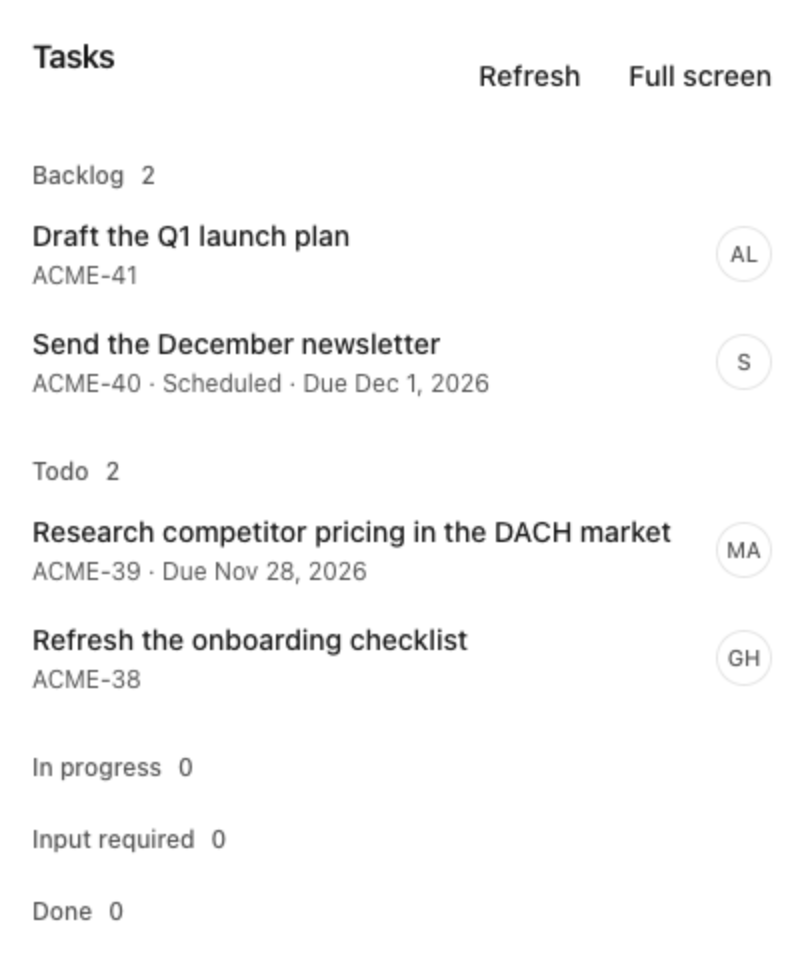 Tasks
Refresh Full screen
Backlog 2
Draft the Q1 launch plan
ACME-41
AL
Send the December newsletter
ACME-40 · Scheduled · Due Dec 1, 2026
S
Todo 2
Research competitor pricing in the DACH market
ACME-39 · Due Nov 28, 2026
MA
Refresh the onboarding checklist
ACME-38
GH
In progress 0
Input required 0
Done 0